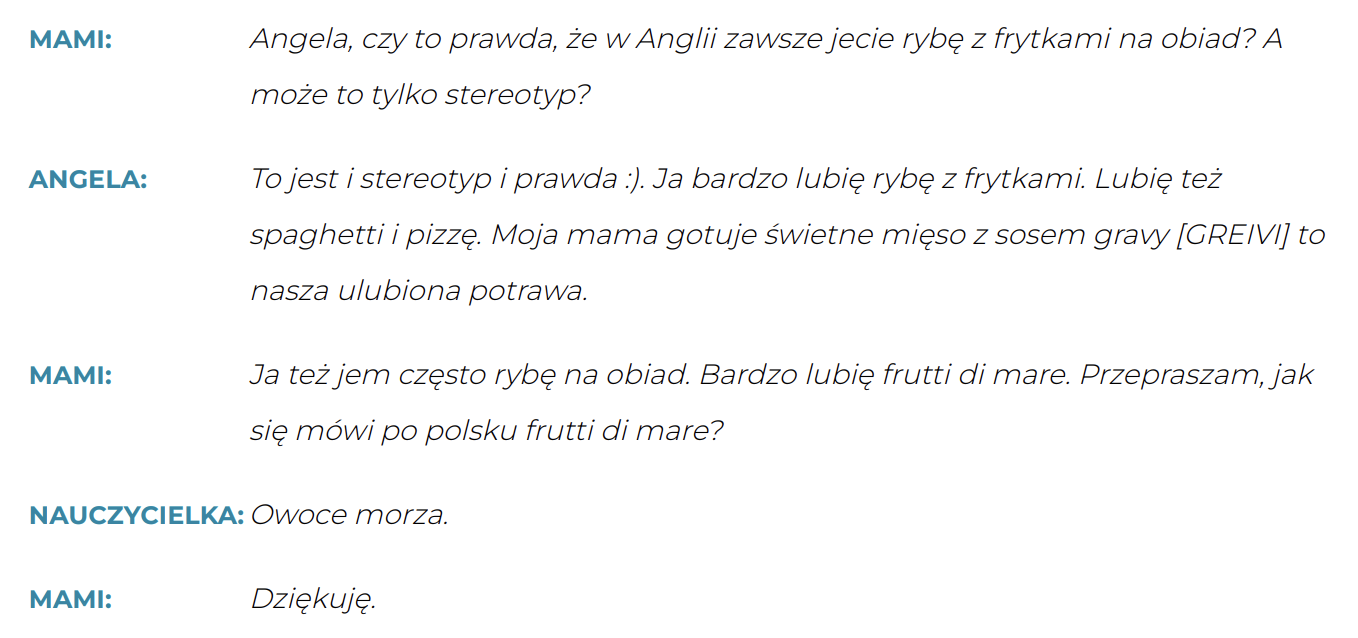 MAMI: Angela, czy to prawda, że w Anglii zawsze jecie rybę z frytkami na obiad? A
może to tylko stereotyp?
ANGELA: To jest i stereotyp i prawda :). Ja bardzo lubię rybę z frytkami. Lubię też
spaghetti i pizzę. Moja mama gotuje świetne mięso z sosem gravy [GREIVI] to
nasza ulubiona potrawa.
MAMI: Ja też jem często rybę na obiad. Bardzo lubię frutti di mare. Przepraszam, jak
się mówi po polsku frutti di mare?
NAUCZYCIELKA: Owoce morza.
MAMI: Dziękuję.